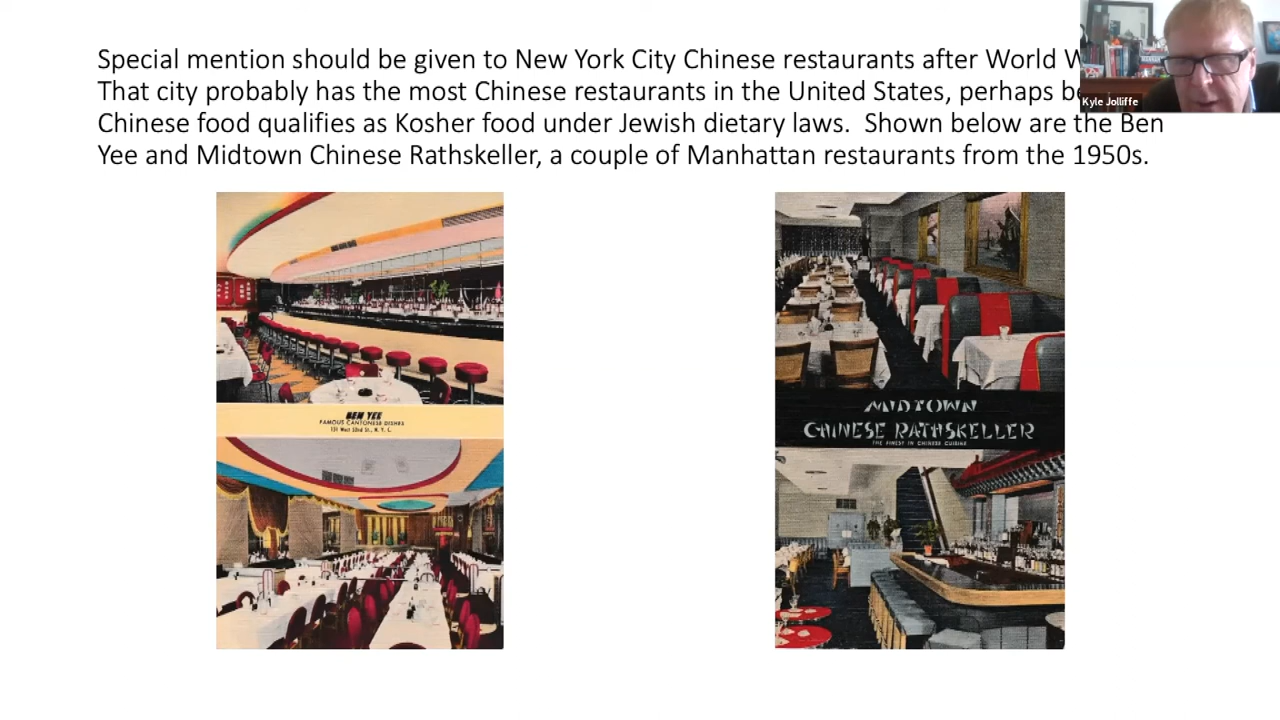 Special mention should be given to New York City Chinese restaurants after World
That city probably has the most Chinese restaurants in the United States, perhaps
Chinese food qualifies as Kosher food under Jewish dietary laws. Shown below are the Ben
Yee and Midtown Chinese Rathskeller, a couple of Manhattan restaurants from the 1950s.
Kyle Jolliffe
BEN YEE
FAMOUS CANTONESE DISHES
MIDTOWN
CHINESE RATHSKELLER
THE FINEST IN CHINESE CUISINE